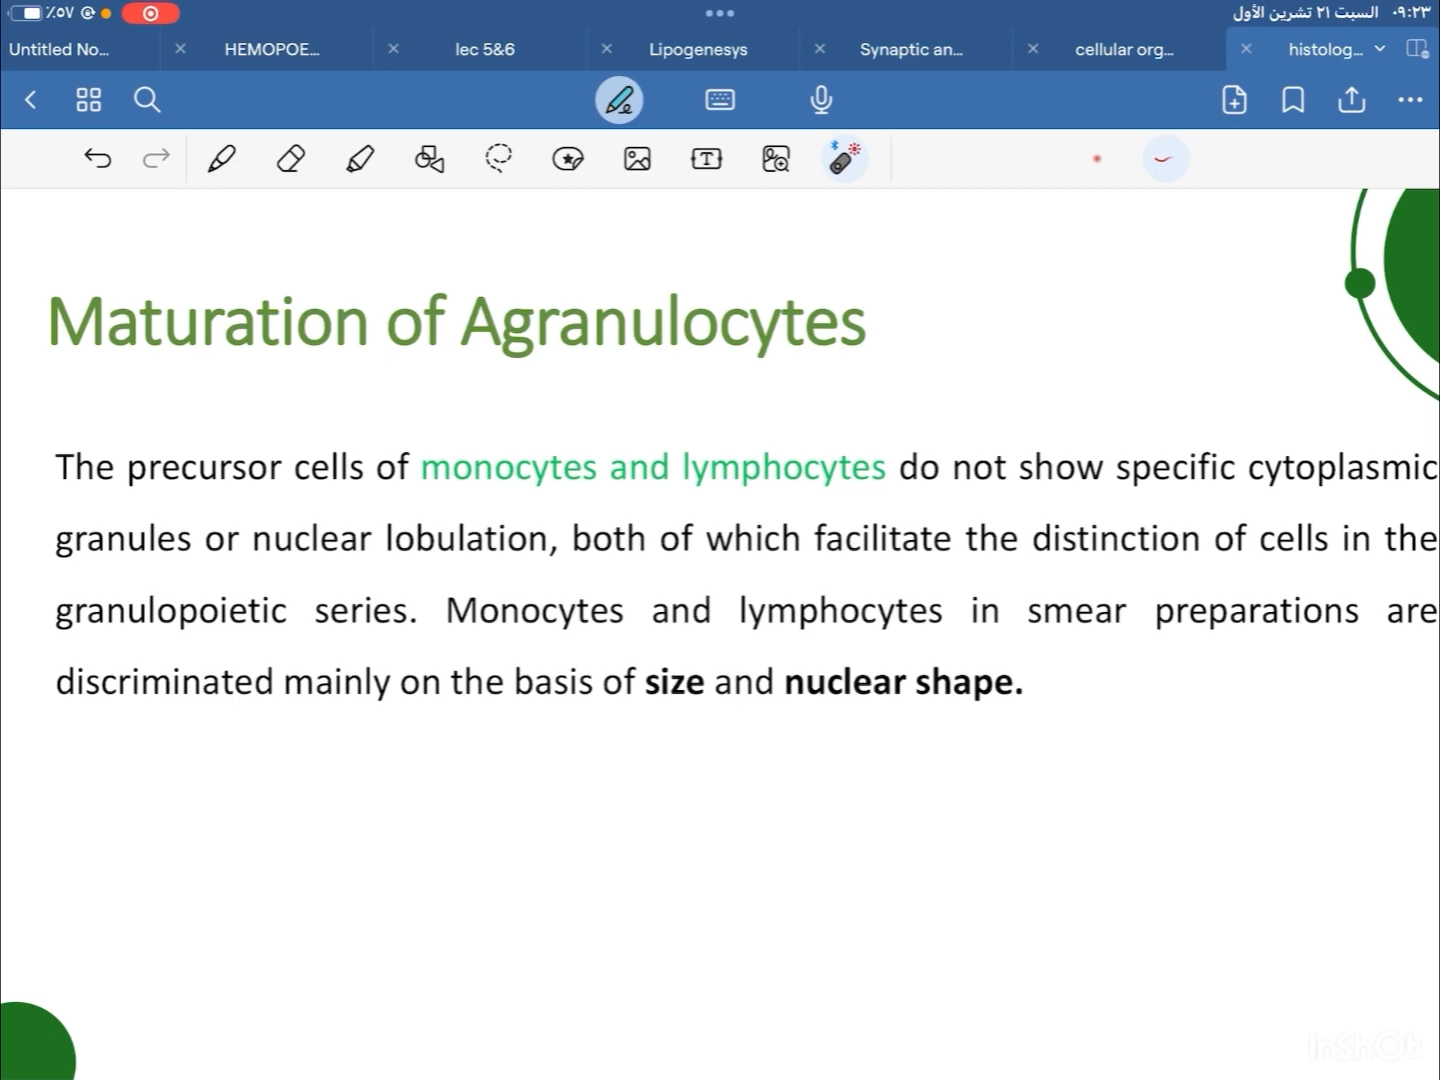 ٪٥٧
السبت ٢١ تشرين الأول ٠٩:٢٣
Untitled No...
HEMOPOE...
lec 5&6
Lipogenesys
Synaptic an...
cellular org...
histolog...
Maturation of Agranulocytes
The precursor cells of monocytes and lymphocytes do not show specific cytoplasmic
granules or nuclear lobulation, both of which facilitate the distinction of cells in the
granulopoietic series. Monocytes and lymphocytes in smear preparations are
discriminated mainly on the basis of size and nuclear shape.
InShOt